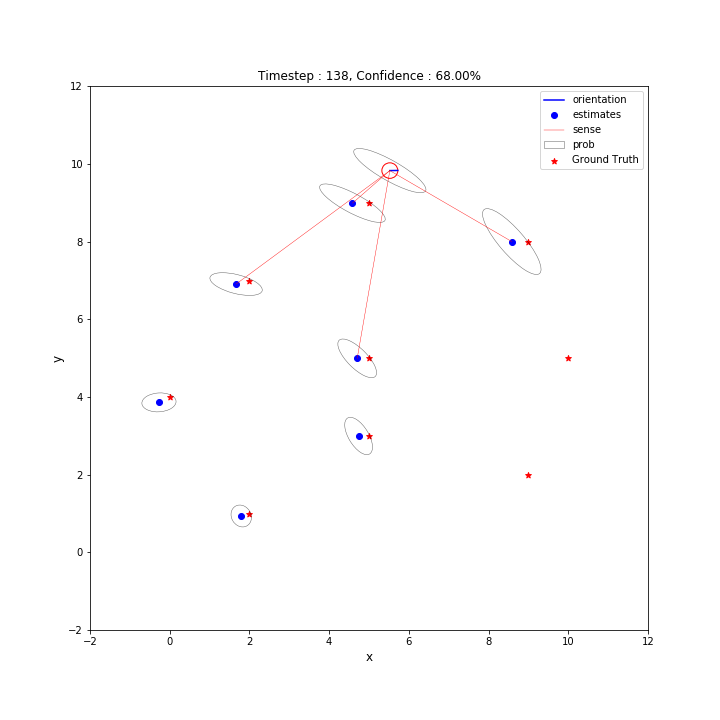 Timestep : 138, Confidence : 68.00%
orientation
estimates
sense
prob
Ground Truth
12
10
8
6
4
2
0
−2
y
−2 0 2 4 6 8 10 12
x